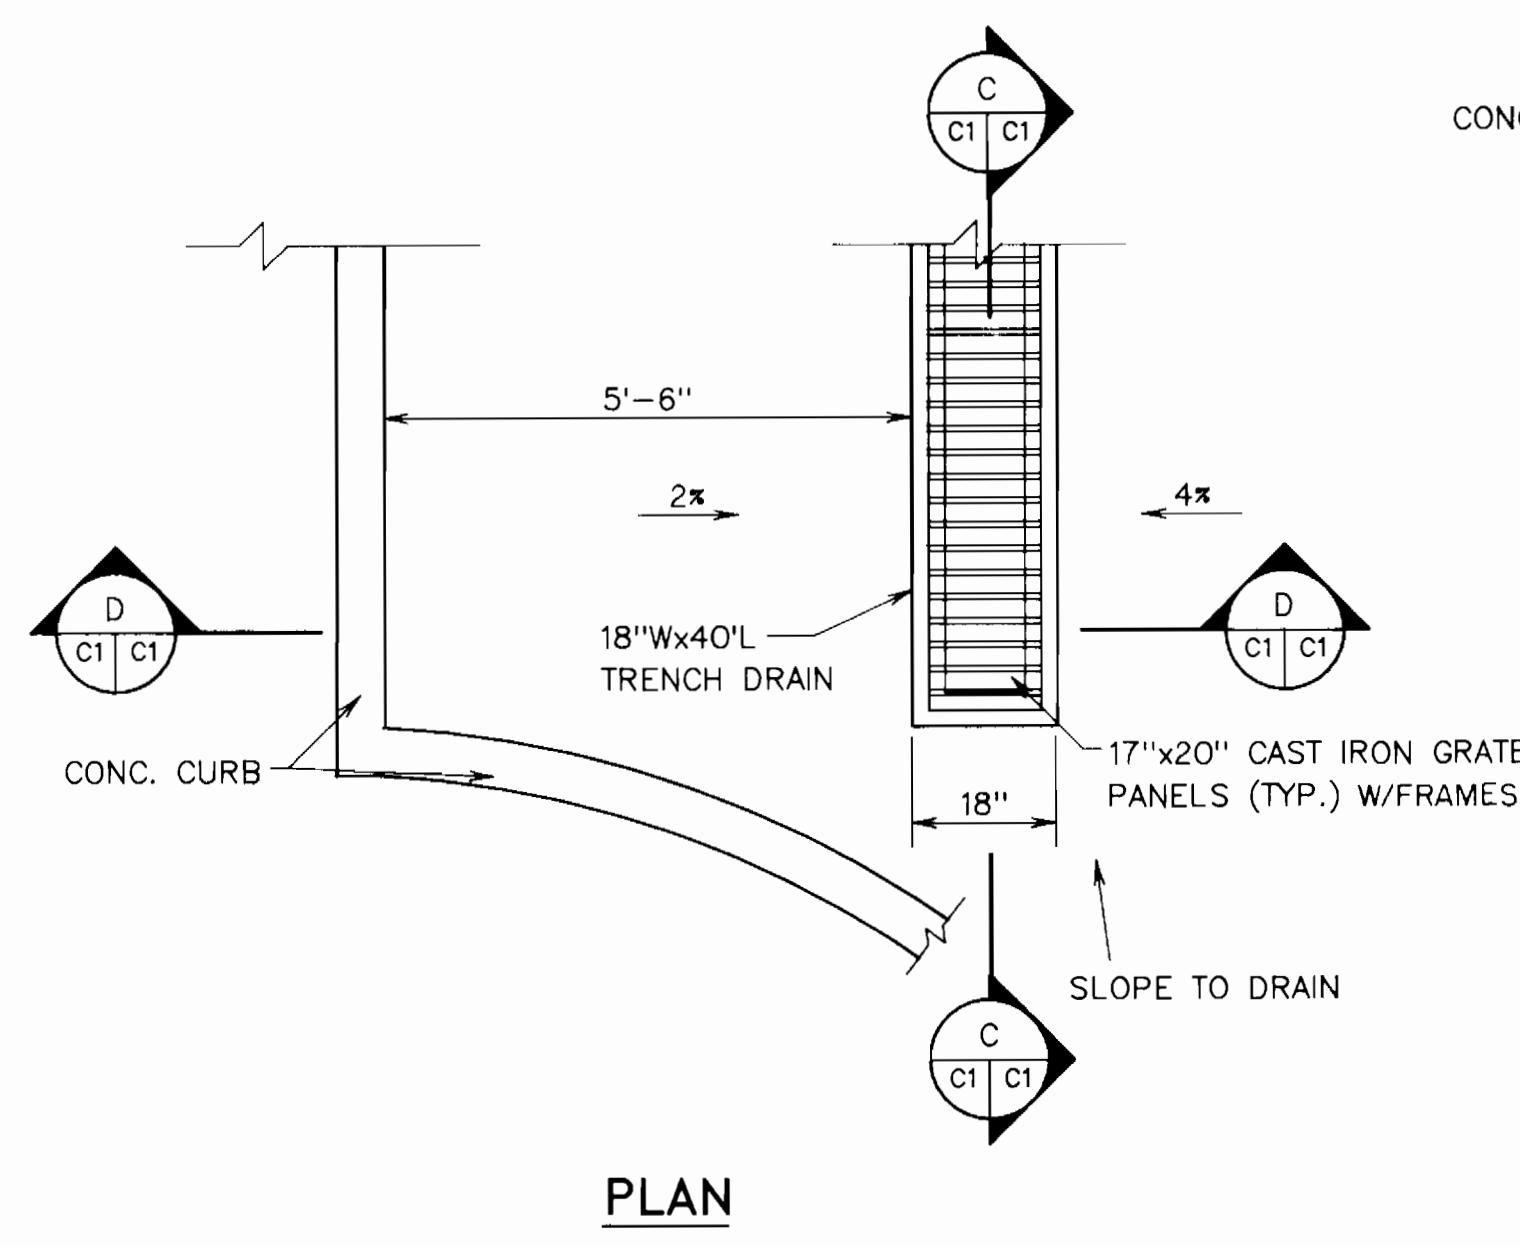 C
C1 C1
CONC
5'-6"
2%
4%
D
C1 C1
D
C1 C1
18"Wx40'L
TRENCH DRAIN
CONC. CURB
17"x20" CAST IRON GRATE
PANELS (TYP.) W/FRAMES
18"
SLOPE TO DRAIN
C
C1 C1
PLAN